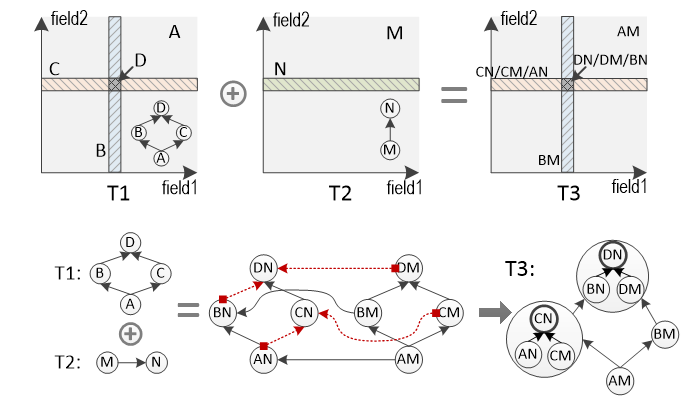 field2
A
C
D
B
D
B
C
A
field1
T1
field2
M
N
N
M
field1
T2
field2
AM
CN/CM/AN
DN/DM/BN
BM
field1
T3
T1:
D
B
C
A
T2:
M
N
DN
DM
BN
CN
BM
CM
AN
AM
T3:
DN
BN
DM
CN
AN
CM
BM
AM